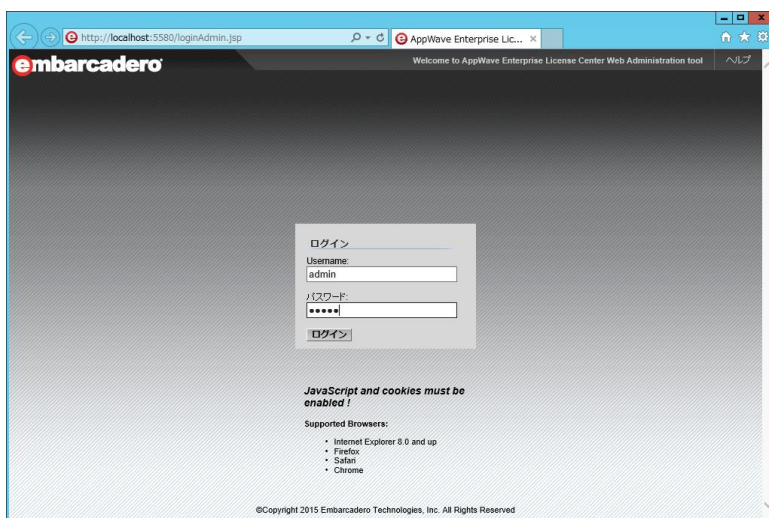 http://localhost:5580/loginAdmin.jsp
AppWave Enterprise Lic...
embarcadero
Welcome to AppWave Enterprise License Center Web Administration tool
ヘルプ
ログイン
Username:
admin
パスワード:
•••••
ログイン
JavaScript and cookies must be
enabled !
Supported Browsers:
• Internet Explorer 8.0 and up
• Firefox
• Safari
• Chrome
©Copyright 2015 Embarcadero Technologies, Inc. All Rights Reserved